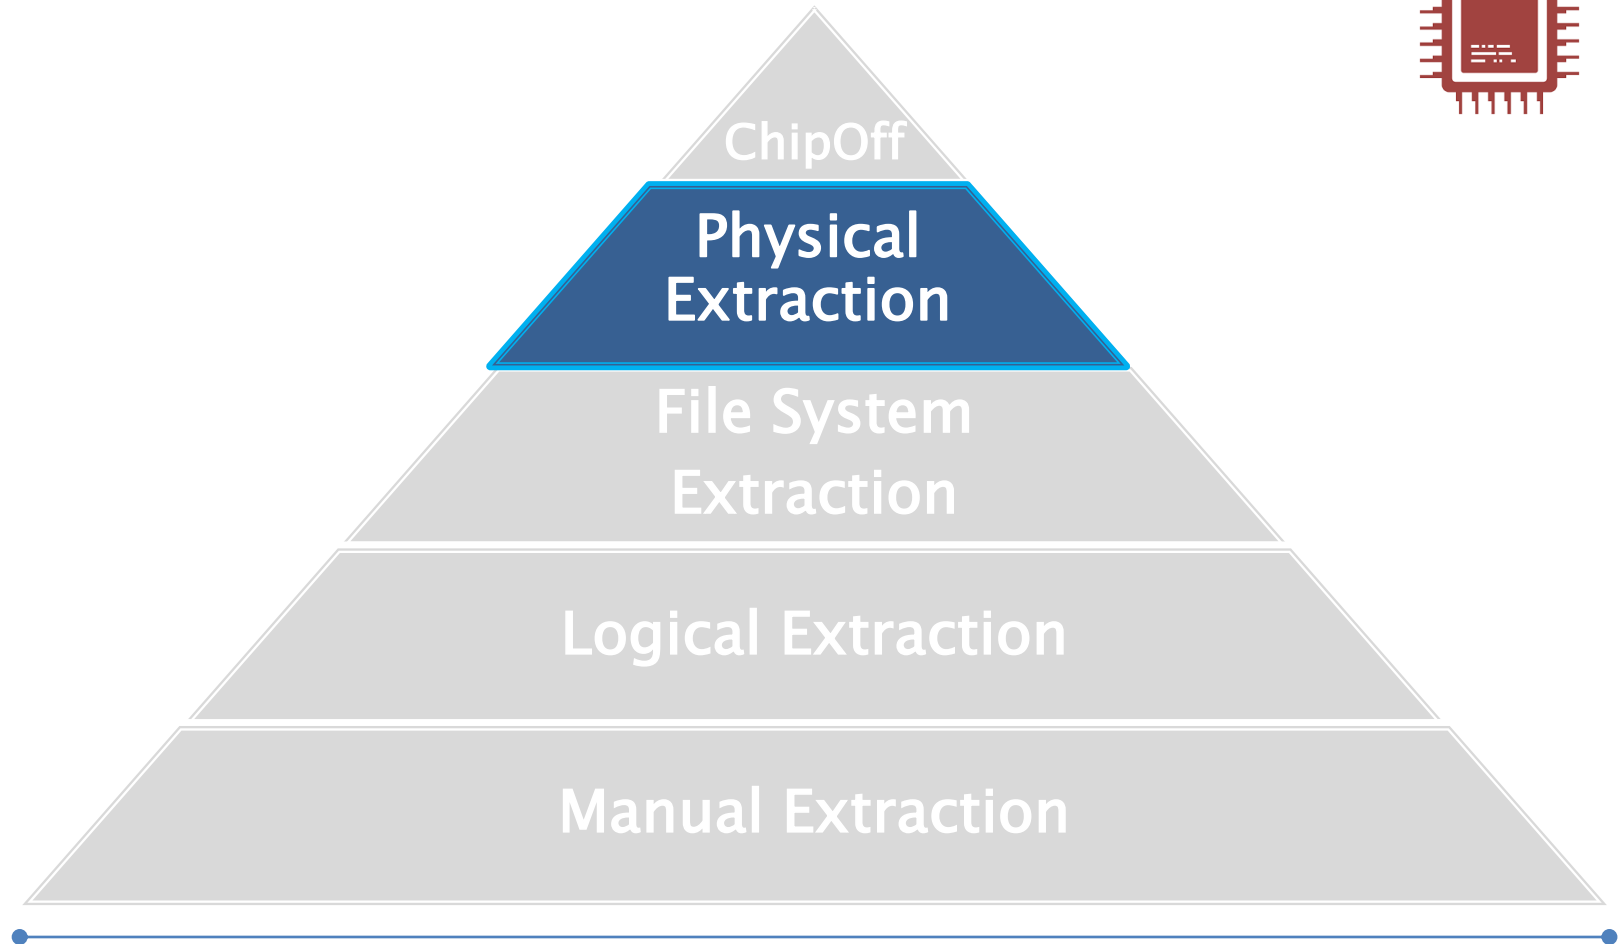 ChipOff
Physical
Extraction
File System
Extraction
Logical Extraction
Manual Extraction